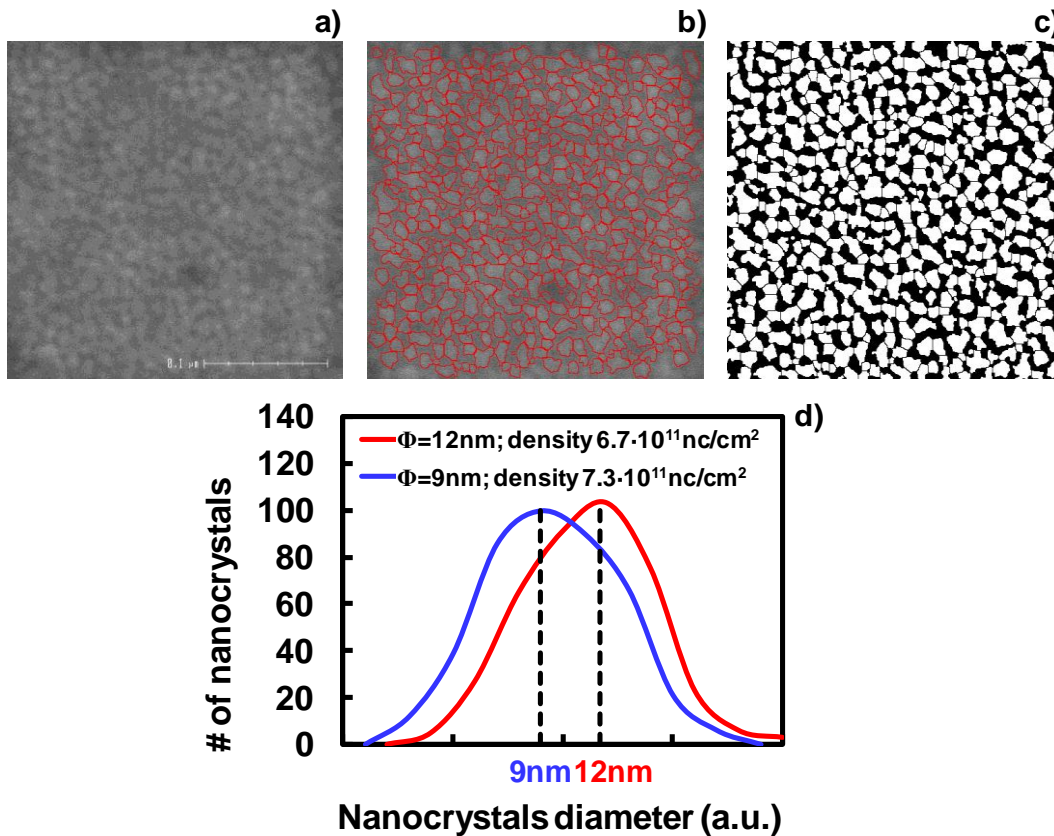 a)
b)
c)
0.1 µm
d)
Φ=12nm; density 6.7·10¹¹nc/cm²
Φ=9nm; density 7.3·10¹¹nc/cm²
140
120
100
80
60
40
20
0
# of nanocrystals
9nm 12nm
Nanocrystals diameter (a.u.)